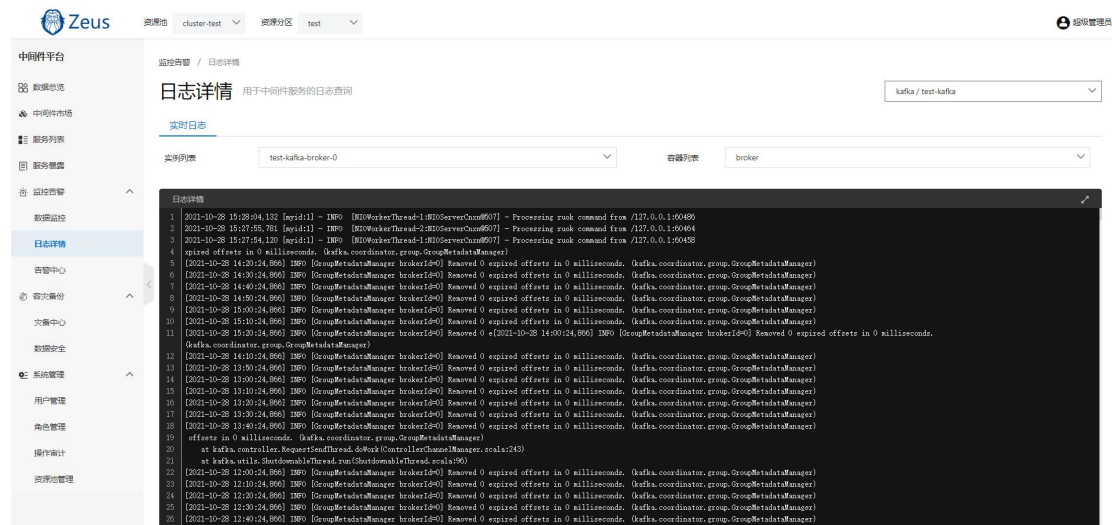 Zeus 资源池 cluster-test 资源分区 test 超级管理员
中间件平台
数据总览
中间件市场
服务列表
服务暴露
监控告警
数据监控
日志详情
告警中心
容灾备份
灾备中心
数据安全
系统管理
用户管理
角色管理
操作审计
资源池管理
监控告警 / 日志详情
日志详情 用于中间件服务的日志查询 kafka / test-kafka
实时日志
实例列表 test-kafka-broker-0 容器列表 broker
日志详情
1 2021-10-28 15:28:04,132 [myid:1] - INFO [NIOWorkerThread-1:NIOServerCnxn@507] - Processing ruok command from /127.0.0.1:60486
2 2021-10-28 15:27:55,781 [myid:1] - INFO [NIOWorkerThread-2:NIOServerCnxn@507] - Processing ruok command from /127.0.0.1:60464
3 2021-10-28 15:27:54,120 [myid:1] - INFO [NIOWorkerThread-1:NIOServerCnxn@507] - Processing ruok command from /127.0.0.1:60458
4 xpired offsets in 0 milliseconds. (kafka.coordinator.group.GroupMetadataManager)
5 [2021-10-28 14:20:24,866] INFO [GroupMetadataManager brokerId=0] Removed 0 expired offsets in 0 milliseconds. (kafka.coordinator.group.GroupMetadataManager)
6 [2021-10-28 14:30:24,866] INFO [GroupMetadataManager brokerId=0] Removed 0 expired offsets in 0 milliseconds. (kafka.coordinator.group.GroupMetadataManager)
7 [2021-10-28 14:40:24,866] INFO [GroupMetadataManager brokerId=0] Removed 0 expired offsets in 0 milliseconds. (kafka.coordinator.group.GroupMetadataManager)
8 [2021-10-28 14:50:24,866] INFO [GroupMetadataManager brokerId=0] Removed 0 expired offsets in 0 milliseconds. (kafka.coordinator.group.GroupMetadataManager)
9 [2021-10-28 15:00:24,866] INFO [GroupMetadataManager brokerId=0] Removed 0 expired offsets in 0 milliseconds. (kafka.coordinator.group.GroupMetadataManager)
10 [2021-10-28 15:10:24,866] INFO [GroupMetadataManager brokerId=0] Removed 0 expired offsets in 0 milliseconds. (kafka.coordinator.group.GroupMetadataManager)
11 [2021-10-28 15:20:24,866] INFO [GroupMetadataManager brokerId=0] Removed 0 e[2021-10-28 14:00:24,866] INFO [GroupMetadataManager brokerId=0] Removed 0 expired offsets in 0 milliseconds.
(kafka.coordinator.group.GroupMetadataManager)
12 [2021-10-28 14:10:24,866] INFO [GroupMetadataManager brokerId=0] Removed 0 expired offsets in 0 milliseconds. (kafka.coordinator.group.GroupMetadataManager)
13 [2021-10-28 13:50:24,866] INFO [GroupMetadataManager brokerId=0] Removed 0 expired offsets in 0 milliseconds. (kafka.coordinator.group.GroupMetadataManager)
14 [2021-10-28 13:00:24,866] INFO [GroupMetadataManager brokerId=0] Removed 0 expired offsets in 0 milliseconds. (kafka.coordinator.group.GroupMetadataManager)
15 [2021-10-28 13:10:24,866] INFO [GroupMetadataManager brokerId=0] Removed 0 expired offsets in 0 milliseconds. (kafka.coordinator.group.GroupMetadataManager)
16 [2021-10-28 13:20:24,866] INFO [GroupMetadataManager brokerId=0] Removed 0 expired offsets in 0 milliseconds. (kafka.coordinator.group.GroupMetadataManager)
17 [2021-10-28 13:30:24,866] INFO [GroupMetadataManager brokerId=0] Removed 0 expired offsets in 0 milliseconds. (kafka.coordinator.group.GroupMetadataManager)
18 [2021-10-28 13:40:24,866] INFO [GroupMetadataManager brokerId=0] Removed 0 expired offsets in 0 milliseconds. (kafka.coordinator.group.GroupMetadataManager)
19 offsets in 0 milliseconds. (kafka.coordinator.group.GroupMetadataManager)
20 at kafka.controller.RequestSendThread.doWork(ControllerChannelManager.scala:243)
21 at kafka.utils.ShutdownableThread.run(ShutdownableThread.scala:96)
22 [2021-10-28 12:00:24,866] INFO [GroupMetadataManager brokerId=0] Removed 0 expired offsets in 0 milliseconds. (kafka.coordinator.group.GroupMetadataManager)
23 [2021-10-28 12:10:24,866] INFO [GroupMetadataManager brokerId=0] Removed 0 expired offsets in 0 milliseconds. (kafka.coordinator.group.GroupMetadataManager)
24 [2021-10-28 12:20:24,866] INFO [GroupMetadataManager brokerId=0] Removed 0 expired offsets in 0 milliseconds. (kafka.coordinator.group.GroupMetadataManager)
25 [2021-10-28 12:30:24,866] INFO [GroupMetadataManager brokerId=0] Removed 0 expired offsets in 0 milliseconds. (kafka.coordinator.group.GroupMetadataManager)
26 [2021-10-28 12:40:24,866] INFO [GroupMetadataManager brokerId=0] Removed 0 expired offsets in 0 milliseconds. (kafka.coordinator.group.GroupMetadataManager)